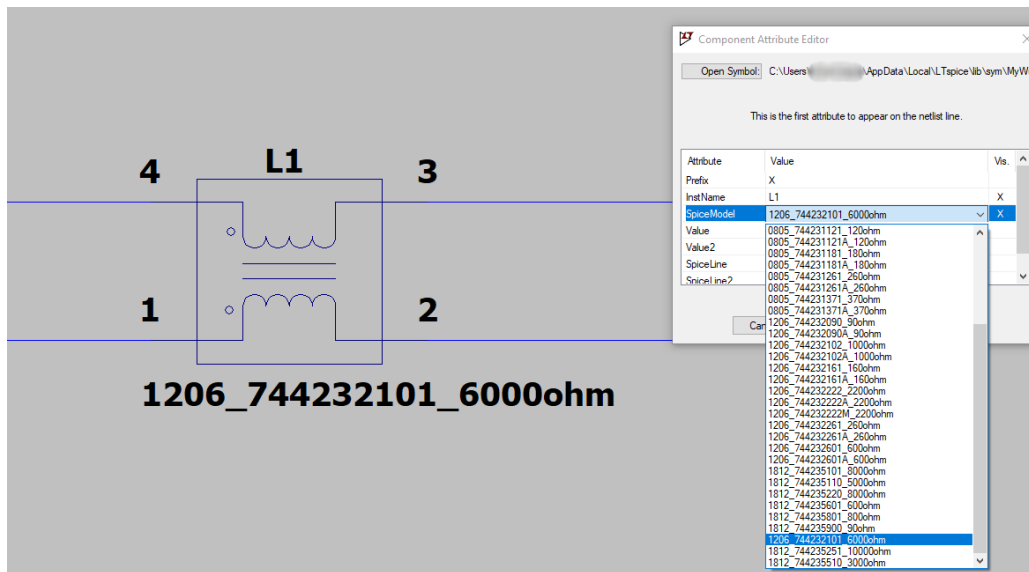 Component Attribute Editor
Open Symbol: C:\Users\ \AppData\Local\LTspice\lib\sym\MyW
This is the first attribute to appear on the netlist line.
Attribute Value Vis.
Prefix X
InstName L1 X
SpiceModel 1206_744232101_6000ohm X
Value
Value2
SpiceLine
SpiceLine2
Can
0805_744231121_120ohm
0805_744231121A_120ohm
0805_744231181_180ohm
0805_744231181A_180ohm
0805_744231261_260ohm
0805_744231261A_260ohm
0805_744231371_370ohm
0805_744231371A_370ohm
1206_744232090_90ohm
1206_744232090A_90ohm
1206_744232102_1000ohm
1206_744232102A_1000ohm
1206_744232161_160ohm
1206_744232161A_160ohm
1206_744232222_2200ohm
1206_744232222A_2200ohm
1206_744232222M_2200ohm
1206_744232261_260ohm
1206_744232261A_260ohm
1206_744232601_600ohm
1206_744232601A_600ohm
1812_744235101_8000ohm
1812_744235110_5000ohm
1812_744235220_8000ohm
1812_744235601_600ohm
1812_744235801_800ohm
1812_744235900_90ohm
1206_744232101_6000ohm
1812_744235251_10000ohm
1812_744235510_3000ohm
4 L1 3
1 2
1206_744232101_6000ohm